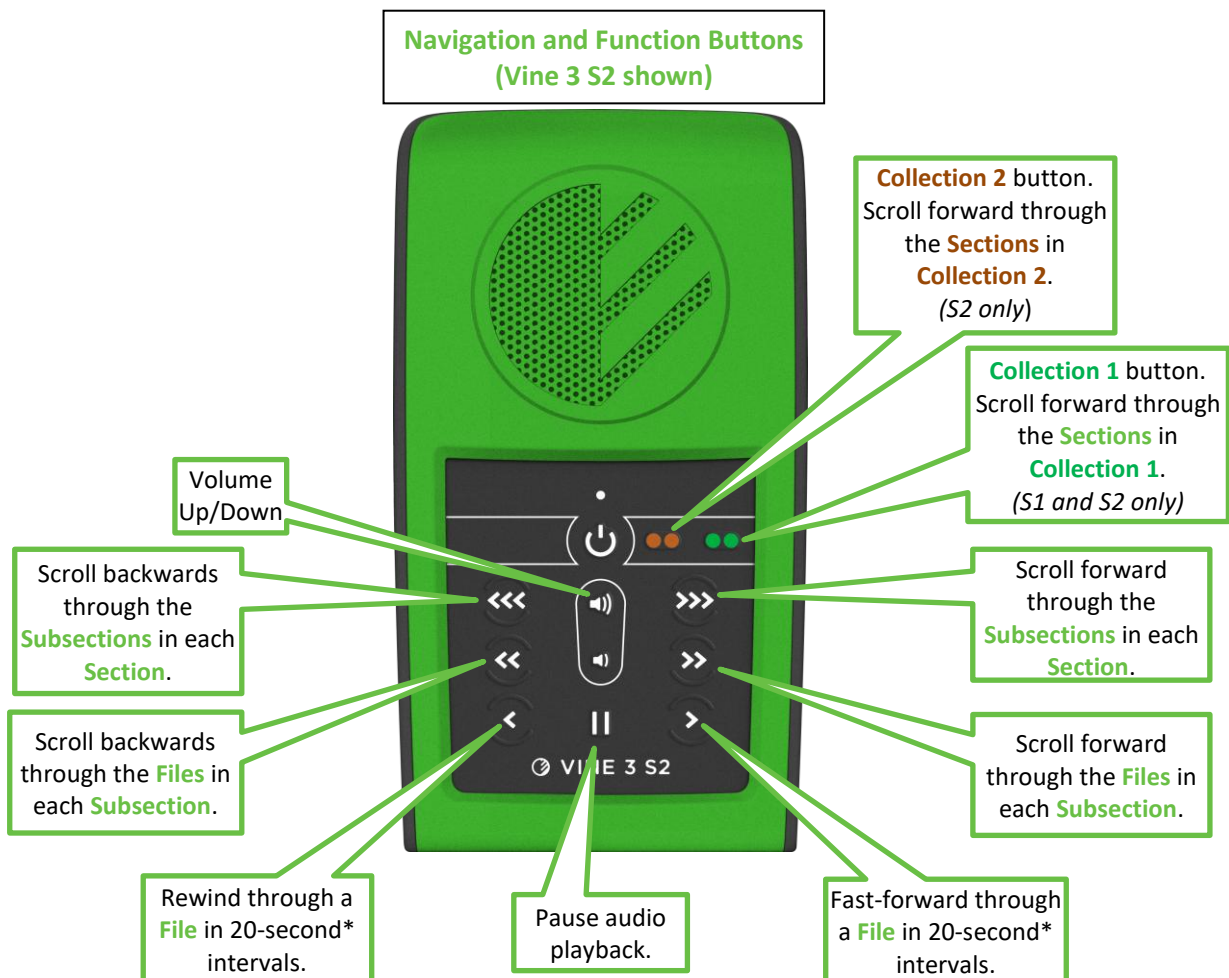 Navigation and Function Buttons
(Vine 3 S2 shown)
Collection 2 button.
Scroll forward through
the Sections in
Collection 2.
(S2 only)
Collection 1 button.
Scroll forward through
the Sections in
Collection 1.
(S1 and S2 only)
Volume
Up/Down
Scroll backwards
through the
Subsections in each
Section.
Scroll forward
through the
Subsections in each
Section.
<<<
>>>
<<
>>
<
>
VINE 3 S2
Scroll backwards
through the Files in
each Subsection.
Scroll forward
through the Files in
each Subsection.
Rewind through a
File in 20-second*
intervals.
Pause audio
playback.
Fast-forward through
a File in 20-second*
intervals.